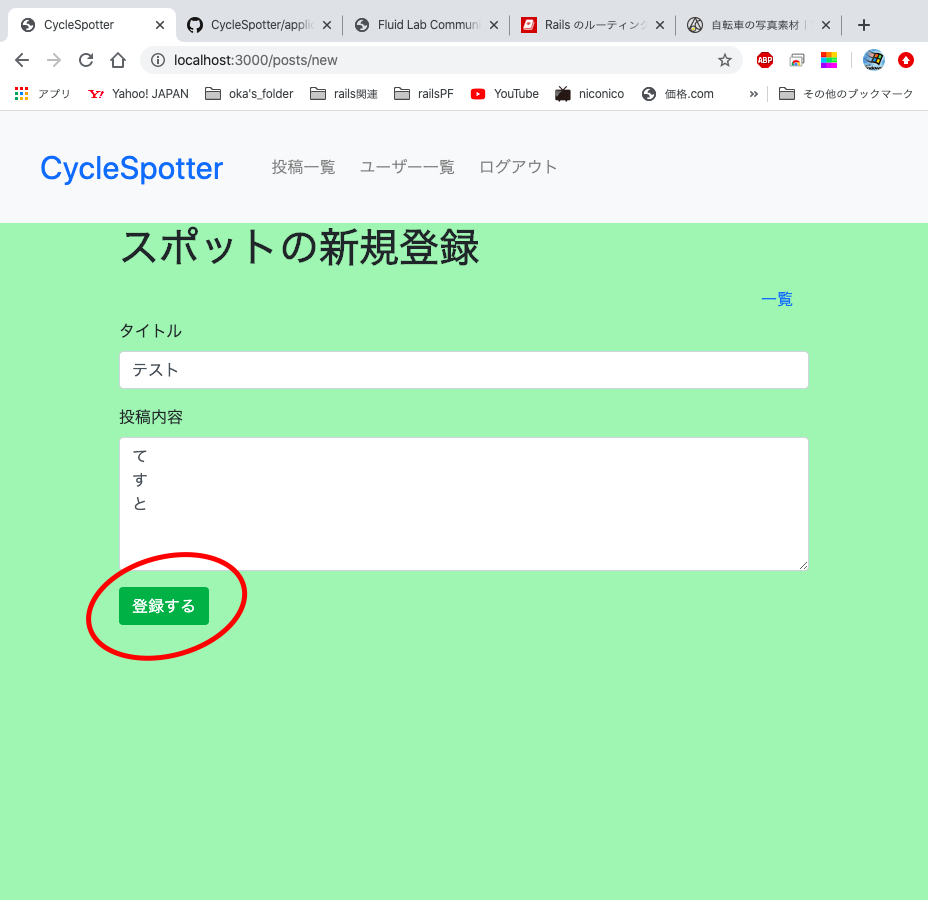 CycleSpotter
CycleSpotter/applic
Fluid Lab Communi
Rails のルーティング
自転車の写真素材｜
localhost:3000/posts/new
ABP
アプリ
Yahoo! JAPAN
oka's_folder
rails関連
railsPF
YouTube
niconico
価格.com
»
その他のブックマーク
CycleSpotter
投稿一覧
ユーザー一覧
ログアウト
スポットの新規登録
一覧
タイトル
テスト
投稿内容
て
す
と
登録する